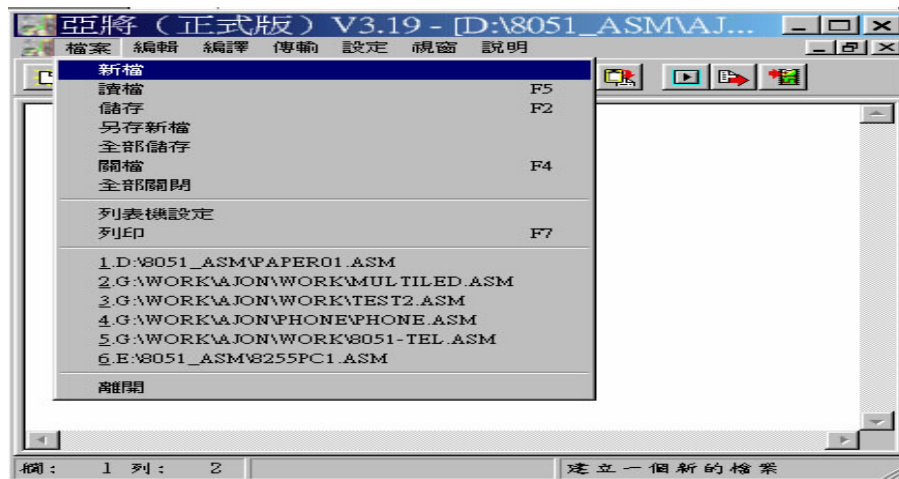 亞將（正式版）V3.19 - [D:\8051_ASM\AJ...
檔案 編輯 編譯 傳輸 設定 視窗 說明
新檔
讀檔 F5
儲存 F2
另存新檔
全部儲存
關檔 F4
全部關閉
列表機設定
列印 F7
1.D:\8051_ASM\PAPER01.ASM
2.G:\WORK\AJON\WORK\MULTILED.ASM
3.G:\WORK\AJON\WORK\TEST2.ASM
4.G:\WORK\AJON\PHONE\PHONE.ASM
5.G:\WORK\AJON\WORK\8051-TEL.ASM
6.E:\8051_ASM\8255PC1.ASM
離開
欄： 1 列： 2 建立一個新的檔案